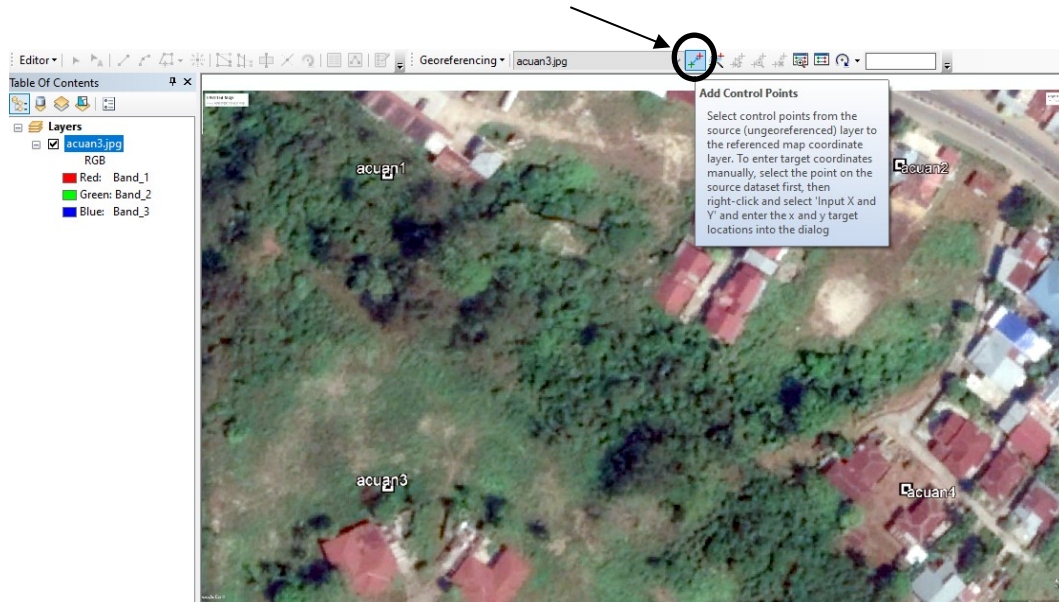 Editor
Georeferencing
acuan3.jpg
Table Of Contents
Layers
acuan3.jpg
RGB
Red: Band_1
Green: Band_2
Blue: Band_3
Add Control Points
Select control points from the
source (ungeoreferenced) layer to
the referenced map coordinate
layer. To enter target coordinates
manually, select the point on the
source dataset first, then
right-click and select 'Input X and
Y' and enter the x and y target
locations into the dialog
acuan1
acuan2
acuan3
acuan4